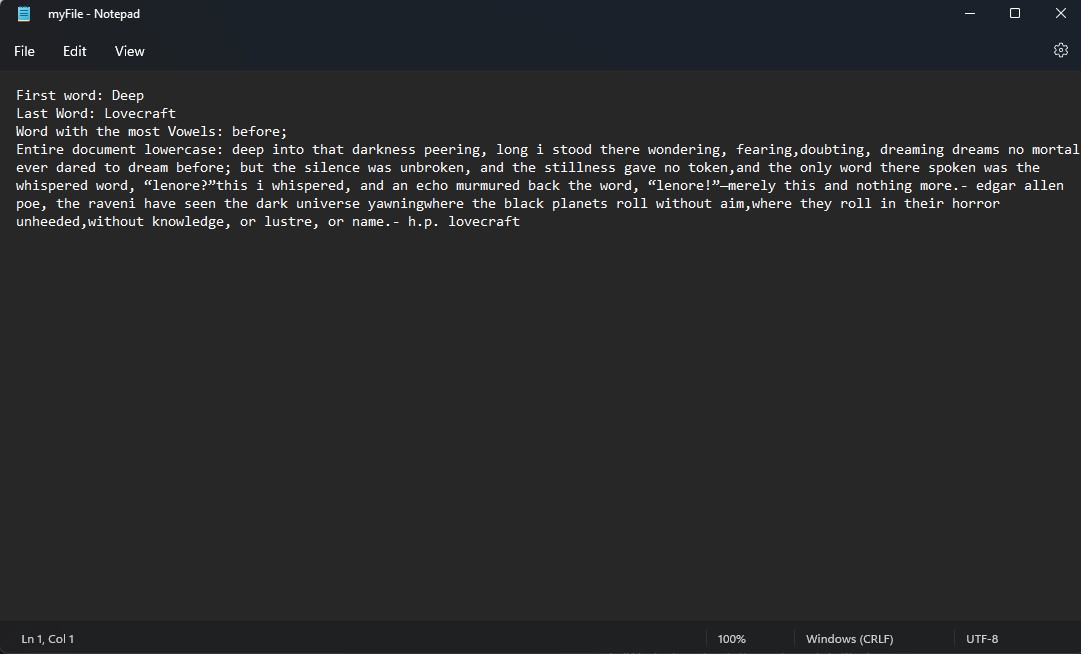 myFile - Notepad
File Edit View
First word: Deep
Last Word: Lovecraft
Word with the most Vowels: before;
Entire document lowercase: deep into that darkness peering, long i stood there wondering, fearing,doubting, dreaming dreams no mortal
ever dared to dream before; but the silence was unbroken, and the stillness gave no token,and the only word there spoken was the
whispered word, “lenore?”this i whispered, and an echo murmured back the word, “lenore!”—merely this and nothing more.- edgar allen
poe, the raveni have seen the dark universe yawningwhere the black planets roll without aim,where they roll in their horror
unheeded,without knowledge, or lustre, or name.- h.p. lovecraft
Ln 1, Col 1 100% Windows (CRLF) UTF-8